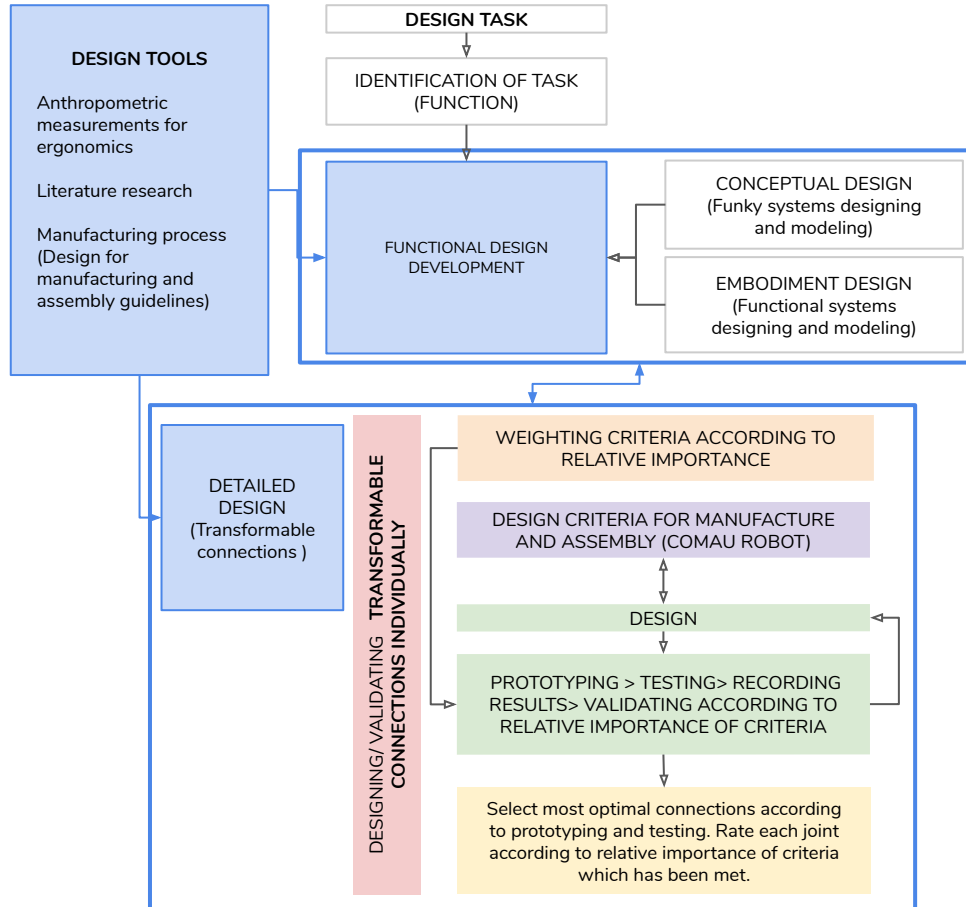 DESIGN TASK
IDENTIFICATION OF TASK
(FUNCTION)
DESIGN TOOLS
Anthropometric
measurements for
ergonomics
Literature research
Manufacturing process
(Design for
manufacturing and
assembly guidelines)
FUNCTIONAL DESIGN
DEVELOPMENT
CONCEPTUAL DESIGN
(Funky systems designing
and modeling)
EMBODIMENT DESIGN
(Functional systems
designing and modeling)
DETAILED
DESIGN
(Transformable
connections )
DESIGNING/ VALIDATING TRANSFORMABLE
CONNECTIONS INDIVIDUALLY
WEIGHTING CRITERIA ACCORDING TO
RELATIVE IMPORTANCE
DESIGN CRITERIA FOR MANUFACTURE
AND ASSEMBLY (COMAU ROBOT)
DESIGN
PROTOTYPING > TESTING> RECORDING
RESULTS> VALIDATING ACCORDING TO
RELATIVE IMPORTANCE OF CRITERIA
Select most optimal connections according
to prototyping and testing. Rate each joint
according to relative importance of criteria
which has been met.